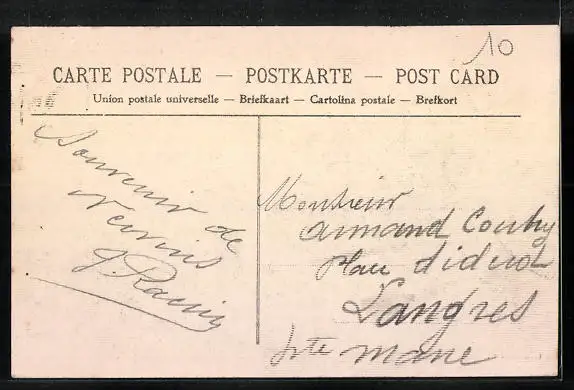 10
CARTE POSTALE — POSTKARTE — POST CARD
Union postale universelle — Briefkaart — Cartolina postale — Brefkort
Souvenir de
G. Racin
Monsieur
Armand Couty
place diderot
Langres
hte marne